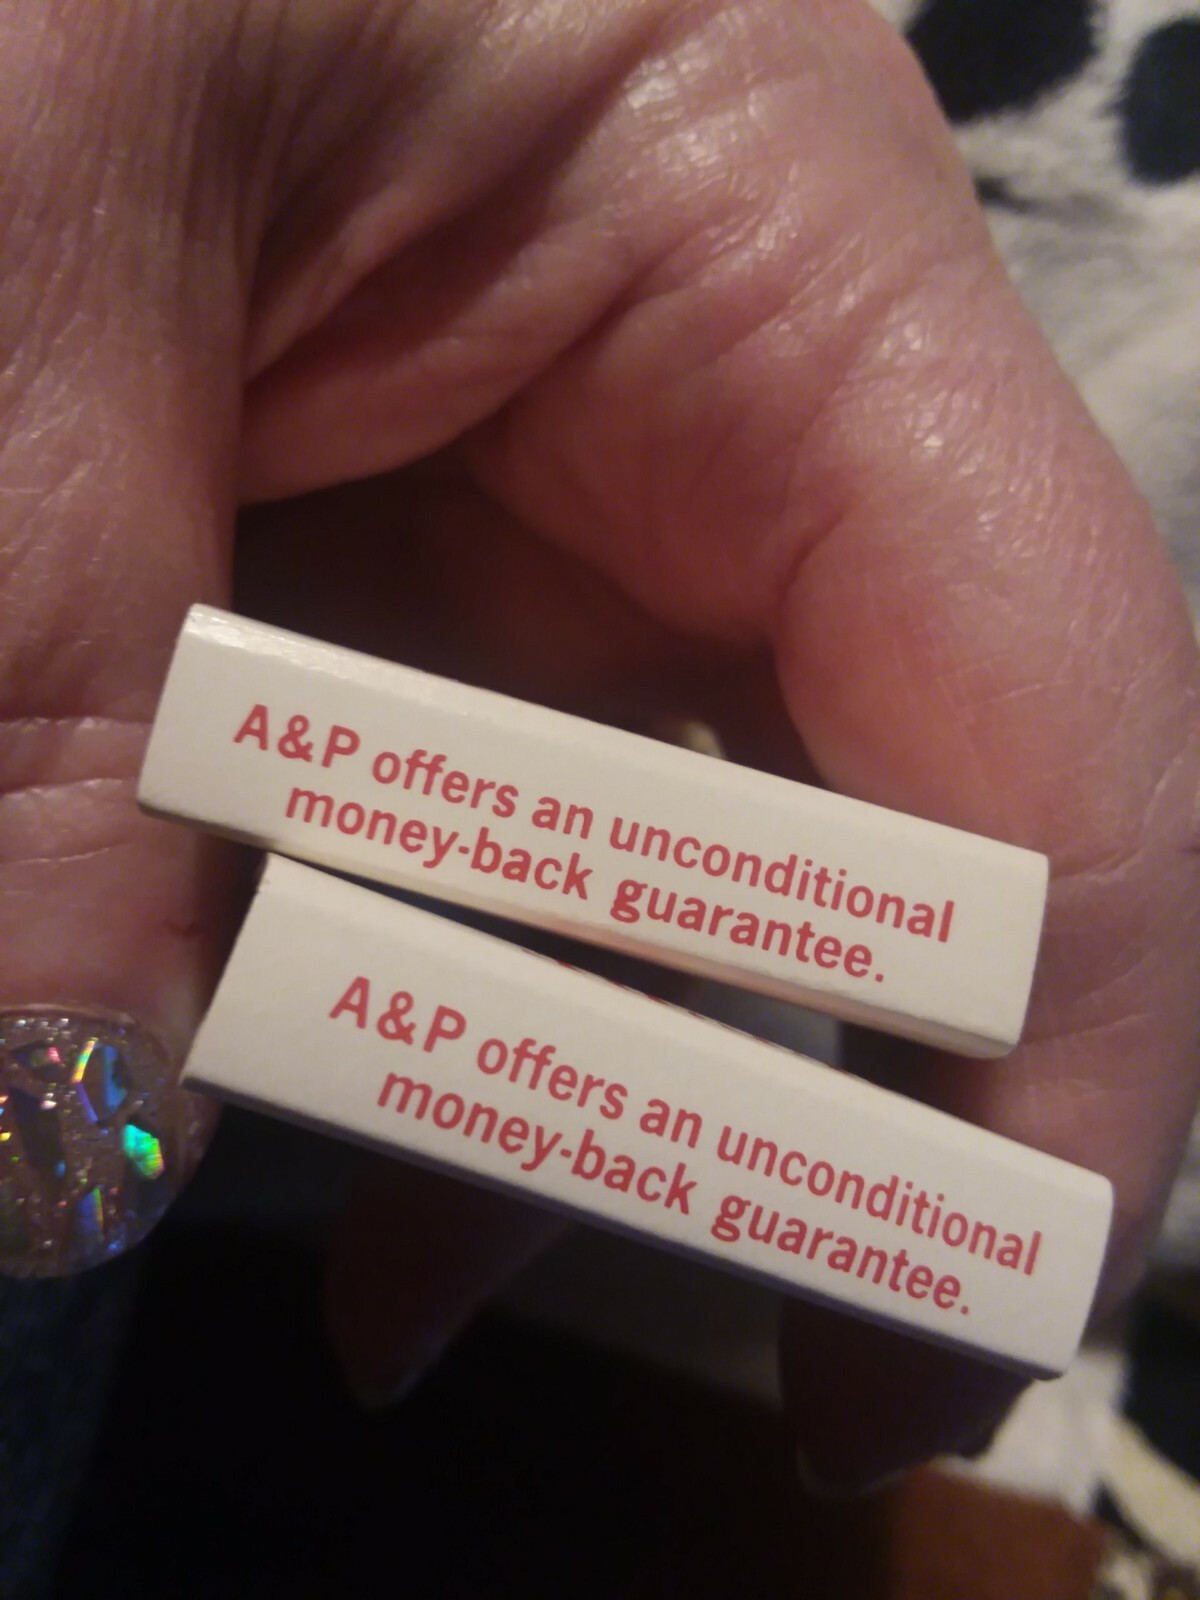 A&P offers an unconditional
money-back guarantee.
A&P offers an unconditional
money-back guarantee.